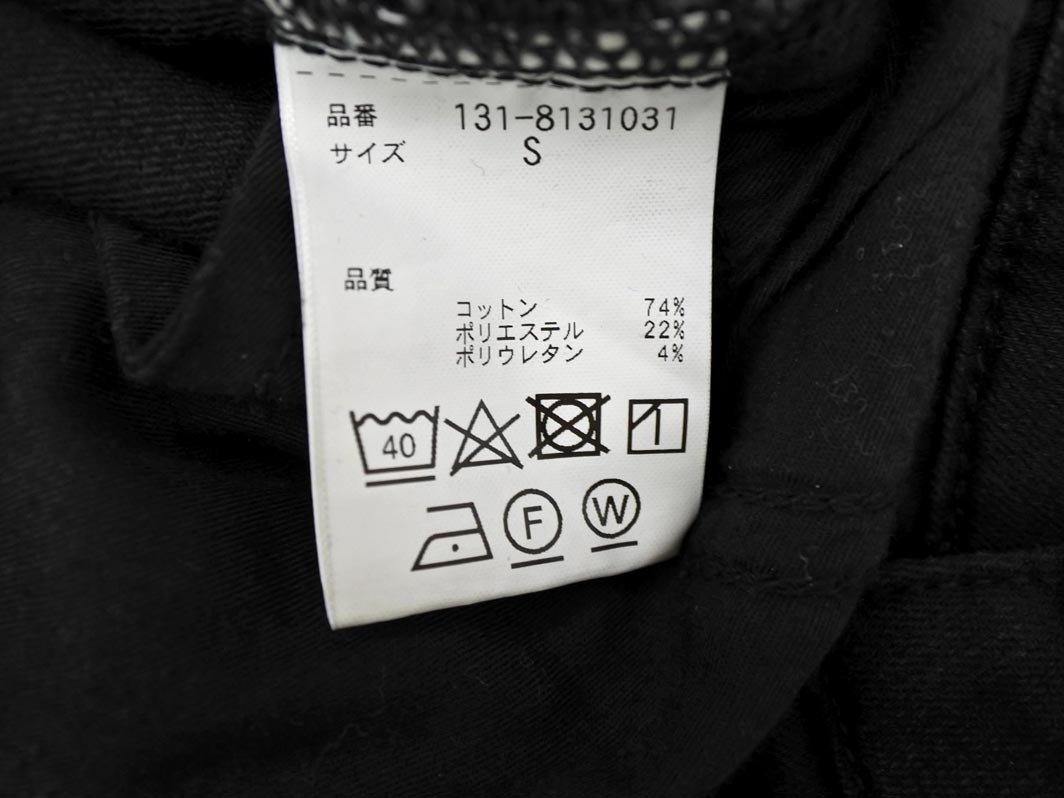 品番 131-8131031
サイズ S
品質
コットン 74%
ポリエステル 22%
ポリウレタン 4%
40
F W